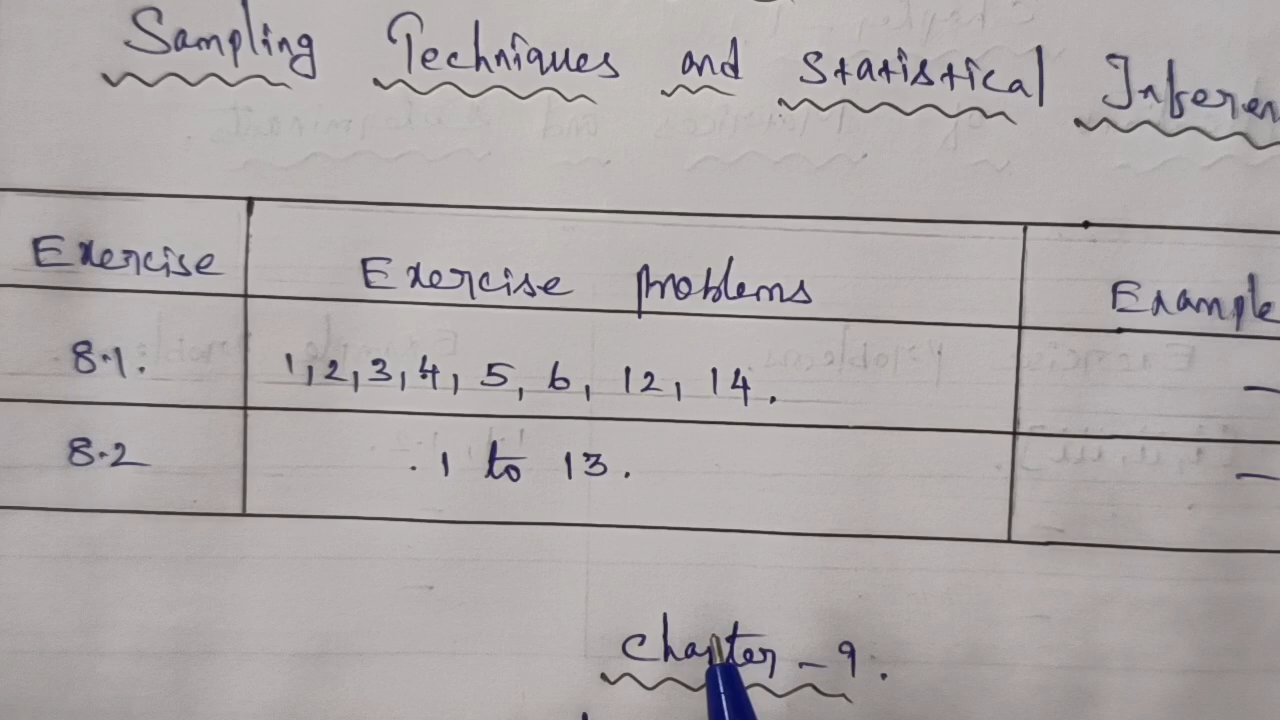 Sampling Techniques and Statistical Inferen
Exercise Exercise problems Example
8.1. 1, 2, 3, 4, 5, 6, 12, 14. —
8.2 1 to 13. —
Chapter - 9.